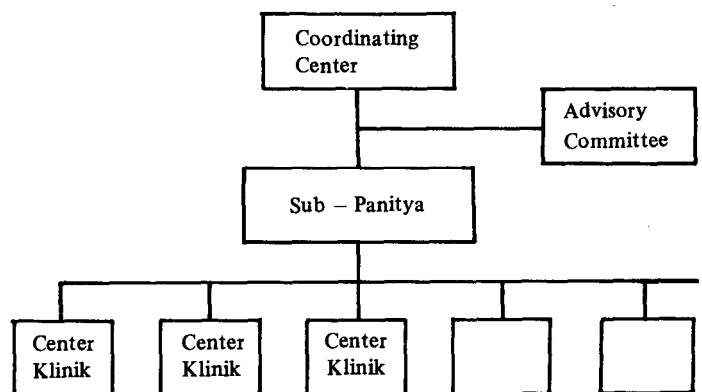 Coordinating
Center
Advisory
Committee
Sub – Panitya
Center
Klinik
Center
Klinik
Center
Klinik